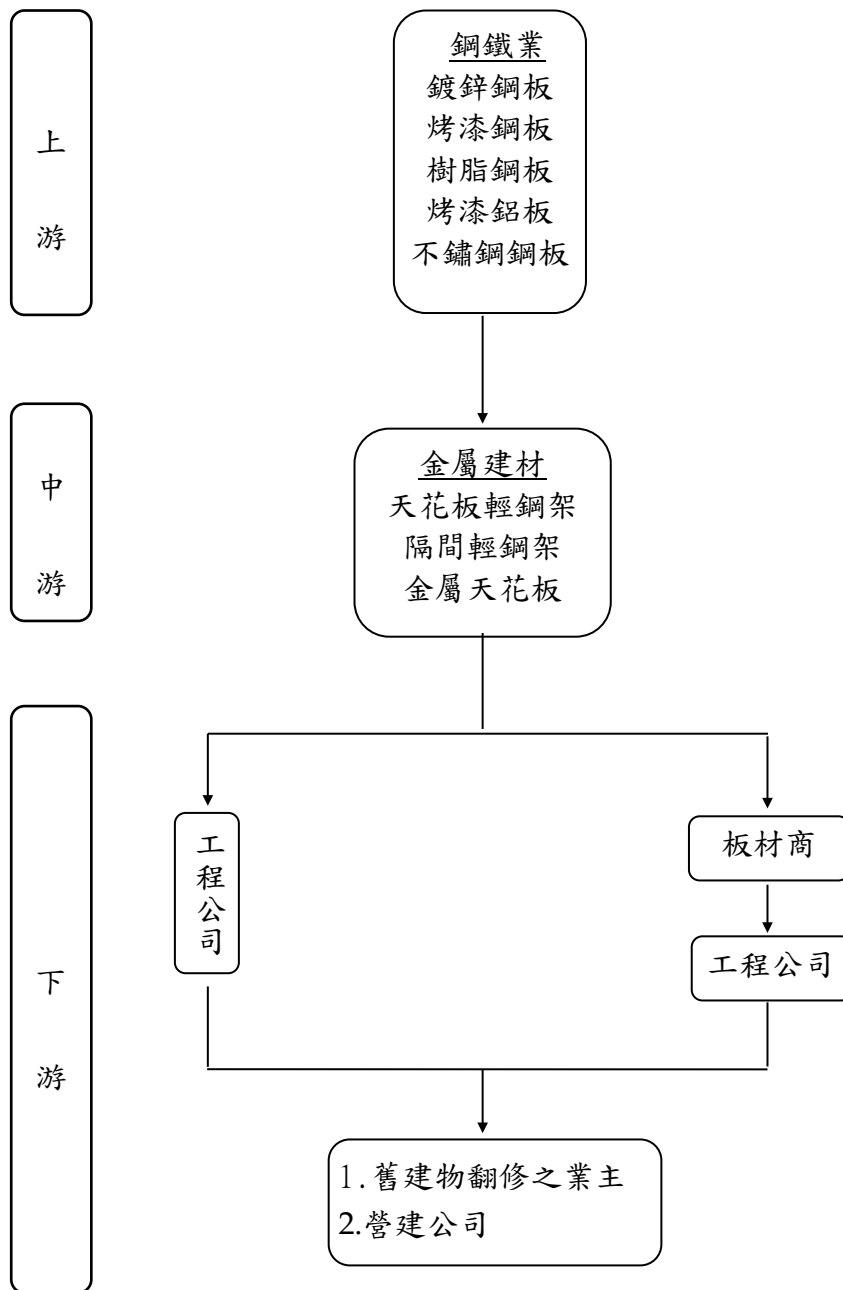 上游
鋼鐵業
鍍鋅鋼板
烤漆鋼板
樹脂鋼板
烤漆鋁板
不鏽鋼鋼板
中游
金屬建材
天花板輕鋼架
隔間輕鋼架
金屬天花板
下游
工程公司
板材商
工程公司
1.舊建物翻修之業主
2.營建公司